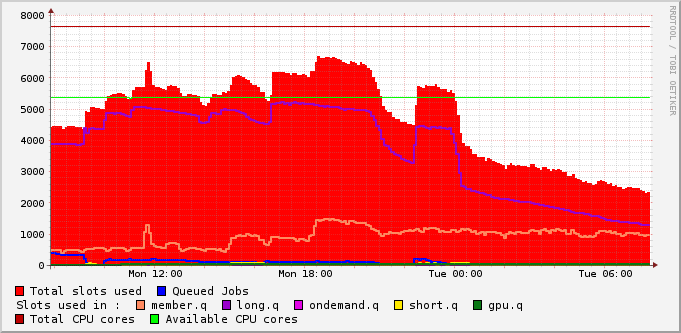 RRDTOOL / TOBI OETIKER
8000
7000
6000
5000
4000
3000
2000
1000
0
Mon 12:00 Mon 18:00 Tue 00:00 Tue 06:00
Total slots used Queued Jobs
Slots used in : member.q long.q ondemand.q short.q gpu.q
Total CPU cores Available CPU cores